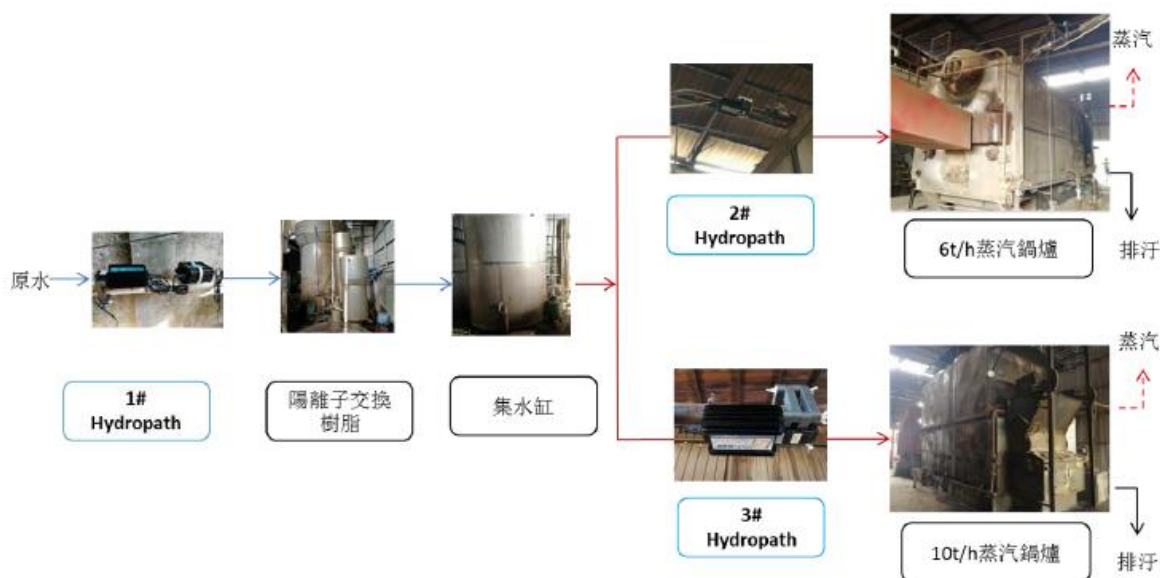 原水
1#
Hydropath
陽離子交換
樹脂
集水缸
2#
Hydropath
蒸汽
6t/h蒸汽鍋爐
排汙
3#
Hydropath
蒸汽
10t/h蒸汽鍋爐
排汙